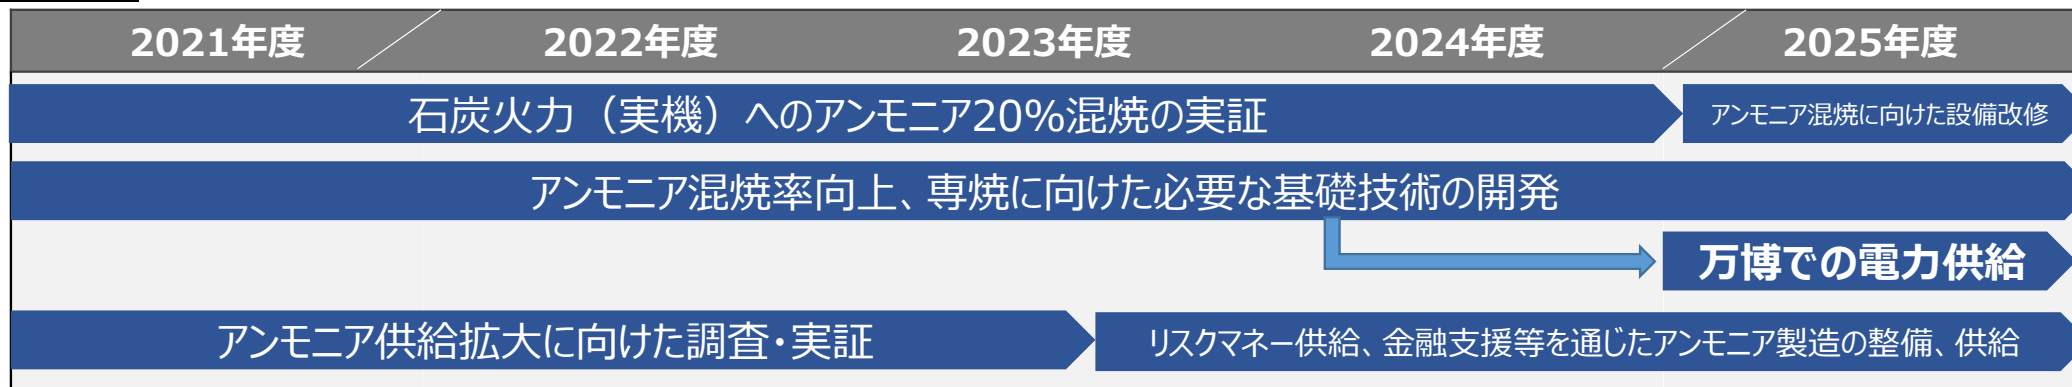 2021年度 2022年度 2023年度 2024年度 2025年度
石炭火力（実機）へのアンモニア20%混焼の実証 アンモニア混焼に向けた設備改修
アンモニア混焼率向上、専焼に向けた必要な基礎技術の開発
万博での電力供給
アンモニア供給拡大に向けた調査・実証 リスクマネー供給、金融支援等を通じたアンモニア製造の整備、供給